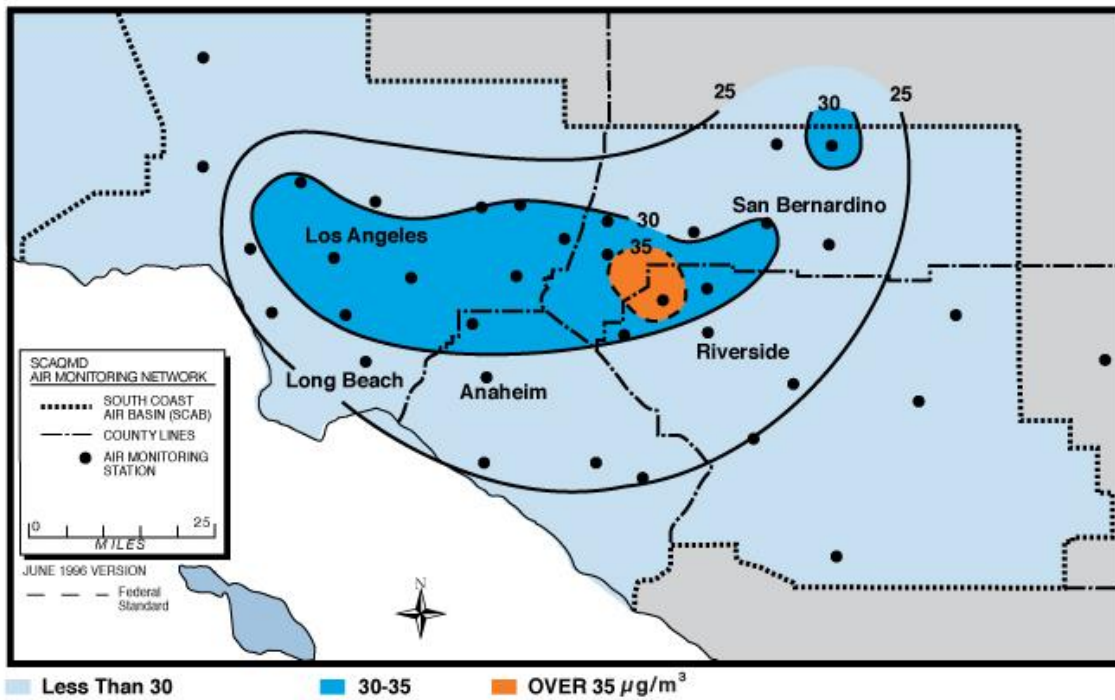 25
25
30
San Bernardino
30
Los Angeles
35
Riverside
Long Beach
Anaheim
SCAQMD
AIR MONITORING NETWORK
SOUTH COAST
AIR BASIN (SCAB)
COUNTY LINES
AIR MONITORING
STATION
0 25
MILES
JUNE 1996 VERSION
Federal
Standard
N
Less Than 30 30-35 OVER 35 µg/m³